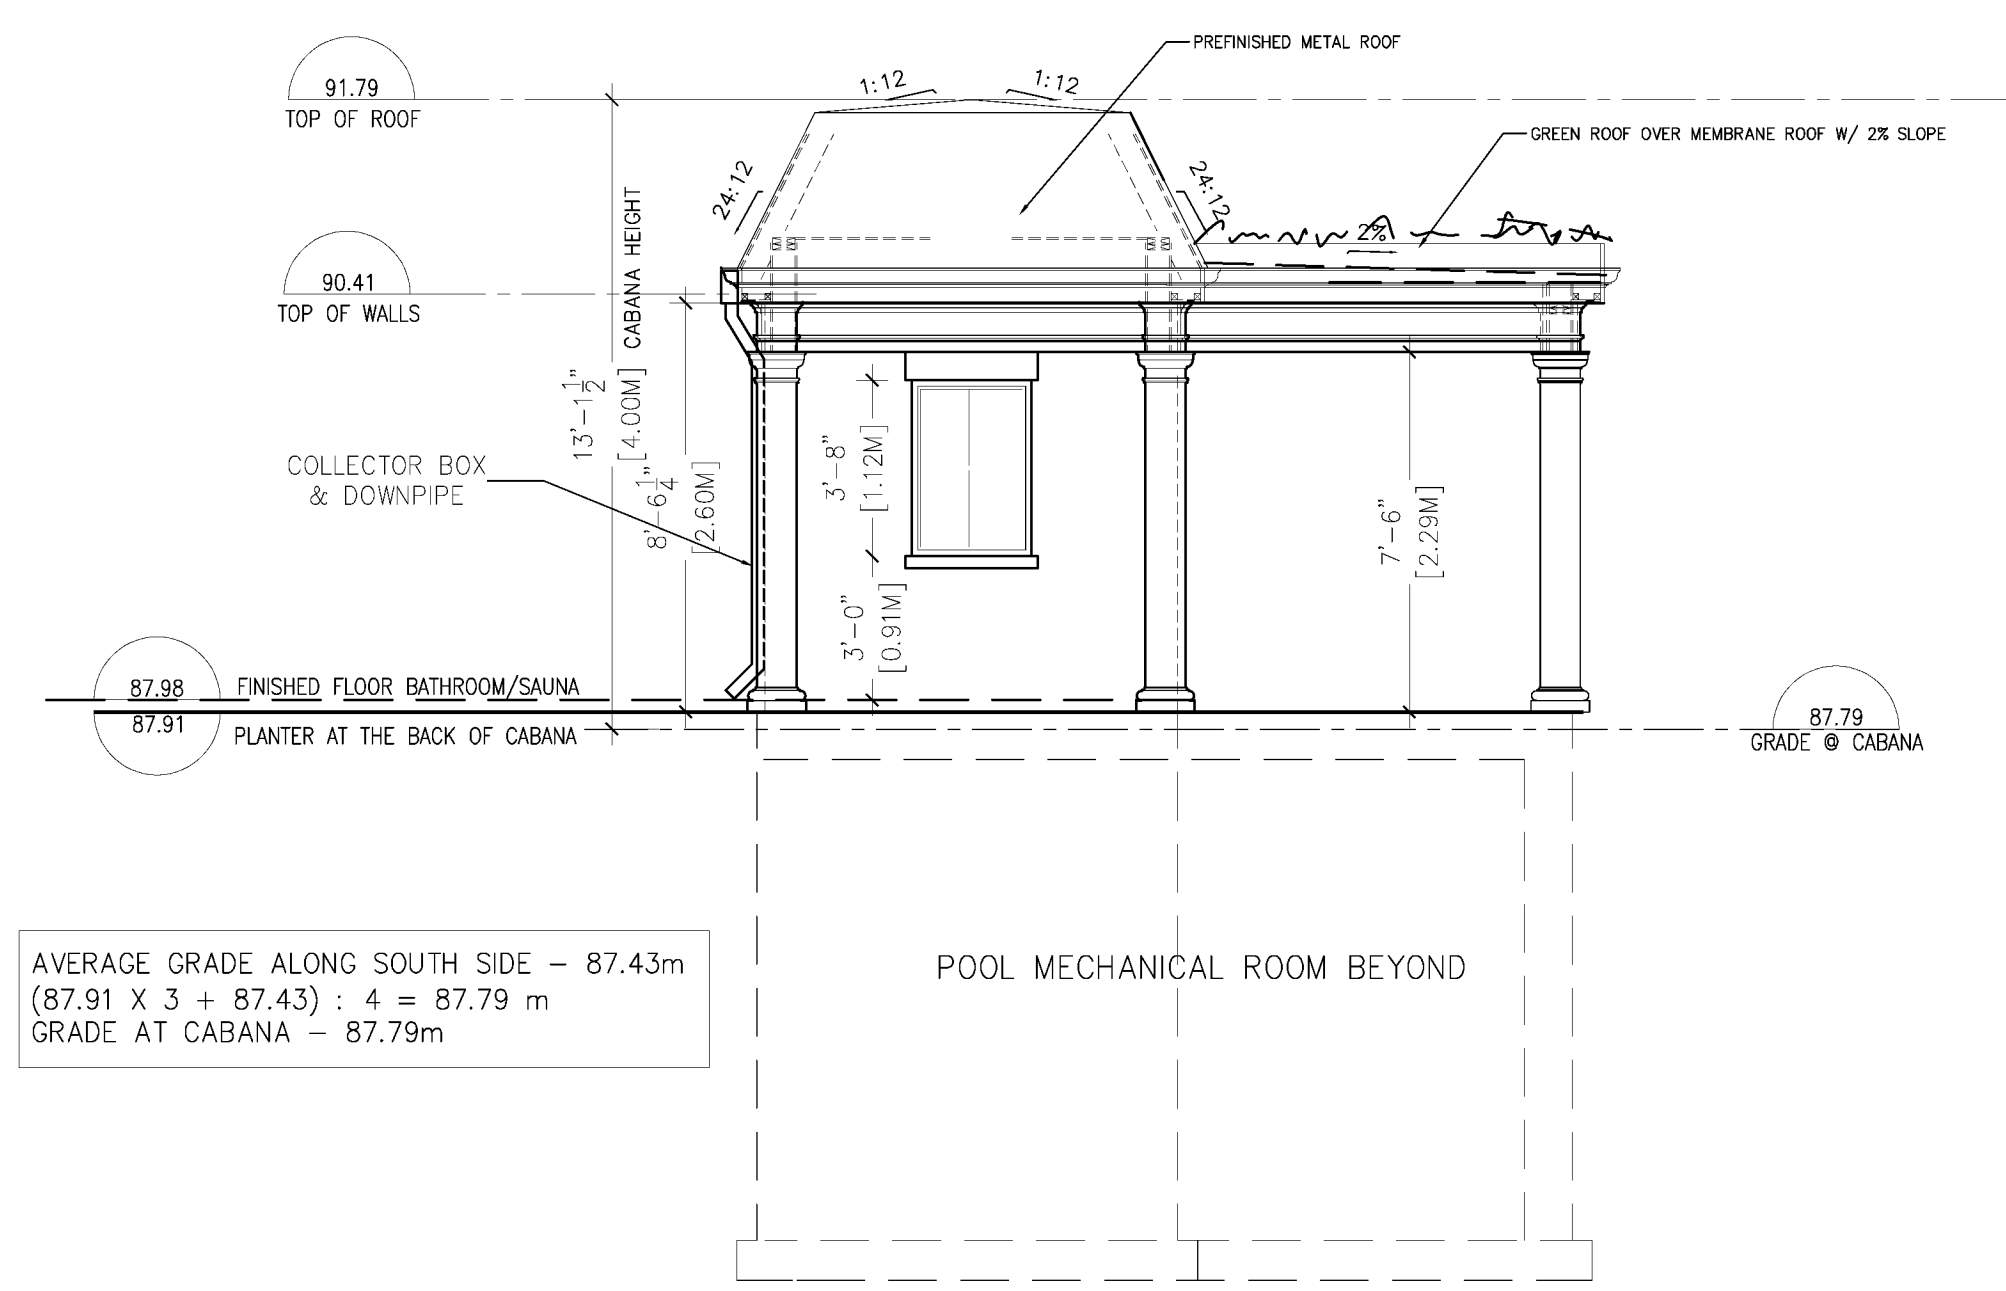 PREFINISHED METAL ROOF
1:12
1:12
91.79
TOP OF ROOF
GREEN ROOF OVER MEMBRANE ROOF W/ 2% SLOPE
24:12
24:12
2%
CABANA HEIGHT
90.41
TOP OF WALLS
13'-1 1/2"
[4.00M]
8'-6 1/4"
[2.60M]
3'-8"
[1.12M]
7'-6"
[2.29M]
COLLECTOR BOX
& DOWNPIPE
3'-0"
[0.91M]
87.98
FINISHED FLOOR BATHROOM/SAUNA
87.91
PLANTER AT THE BACK OF CABANA
87.79
GRADE @ CABANA
AVERAGE GRADE ALONG SOUTH SIDE – 87.43m
(87.91 X 3 + 87.43) : 4 = 87.79 m
GRADE AT CABANA – 87.79m
POOL MECHANICAL ROOM BEYOND